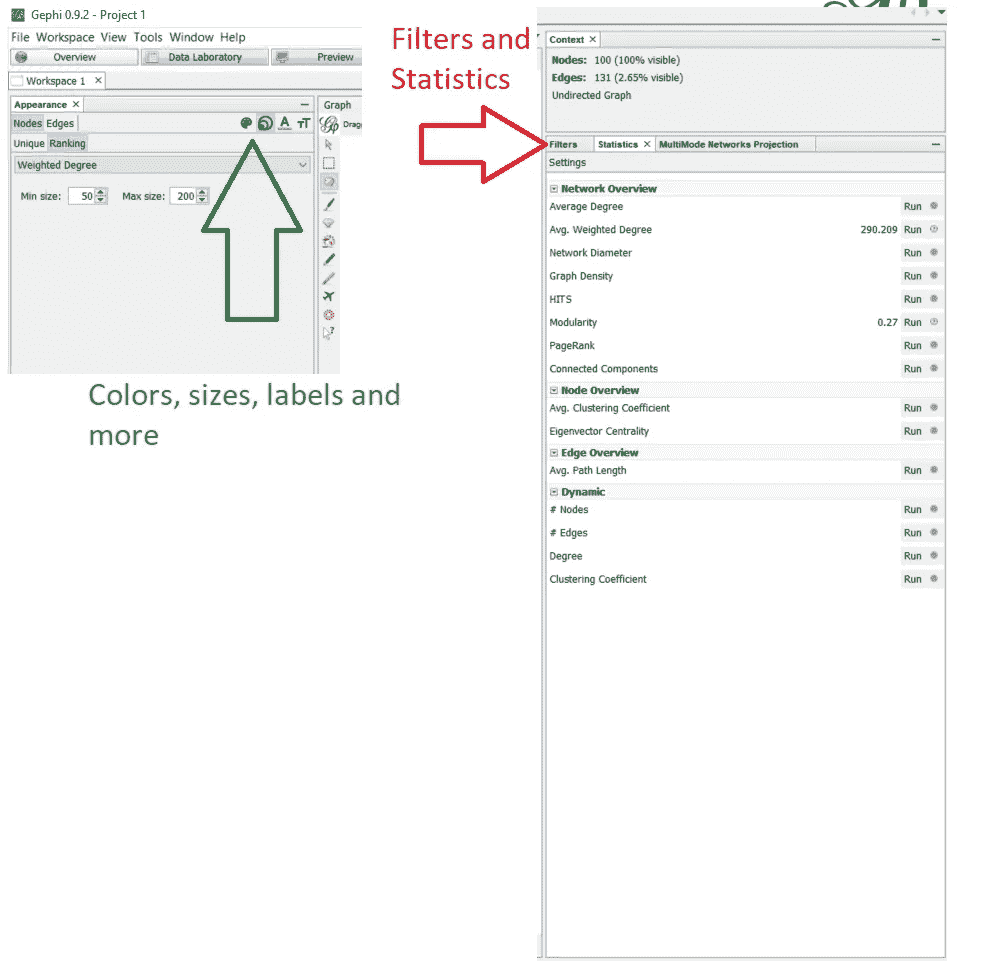 Gephi 0.9.2 - Project 1
File Workspace View Tools Window Help
Overview Data Laboratory Preview
Workspace 1
Appearance
Nodes Edges
Unique Ranking
Weighted Degree
Min size: 50 Max size: 200
Graph
Colors, sizes, labels and
more
Filters and
Statistics
Context
Nodes: 100 (100% visible)
Edges: 131 (2.65% visible)
Undirected Graph
Filters Statistics MultiMode Networks Projection
Settings
Network Overview
Average Degree Run
Avg. Weighted Degree 290.209 Run
Network Diameter Run
Graph Density Run
HITS Run
Modularity 0.27 Run
PageRank Run
Connected Components Run
Node Overview
Avg. Clustering Coefficient Run
Eigenvector Centrality Run
Edge Overview
Avg. Path Length Run
Dynamic
# Nodes Run
# Edges Run
Degree Run
Clustering Coefficient Run